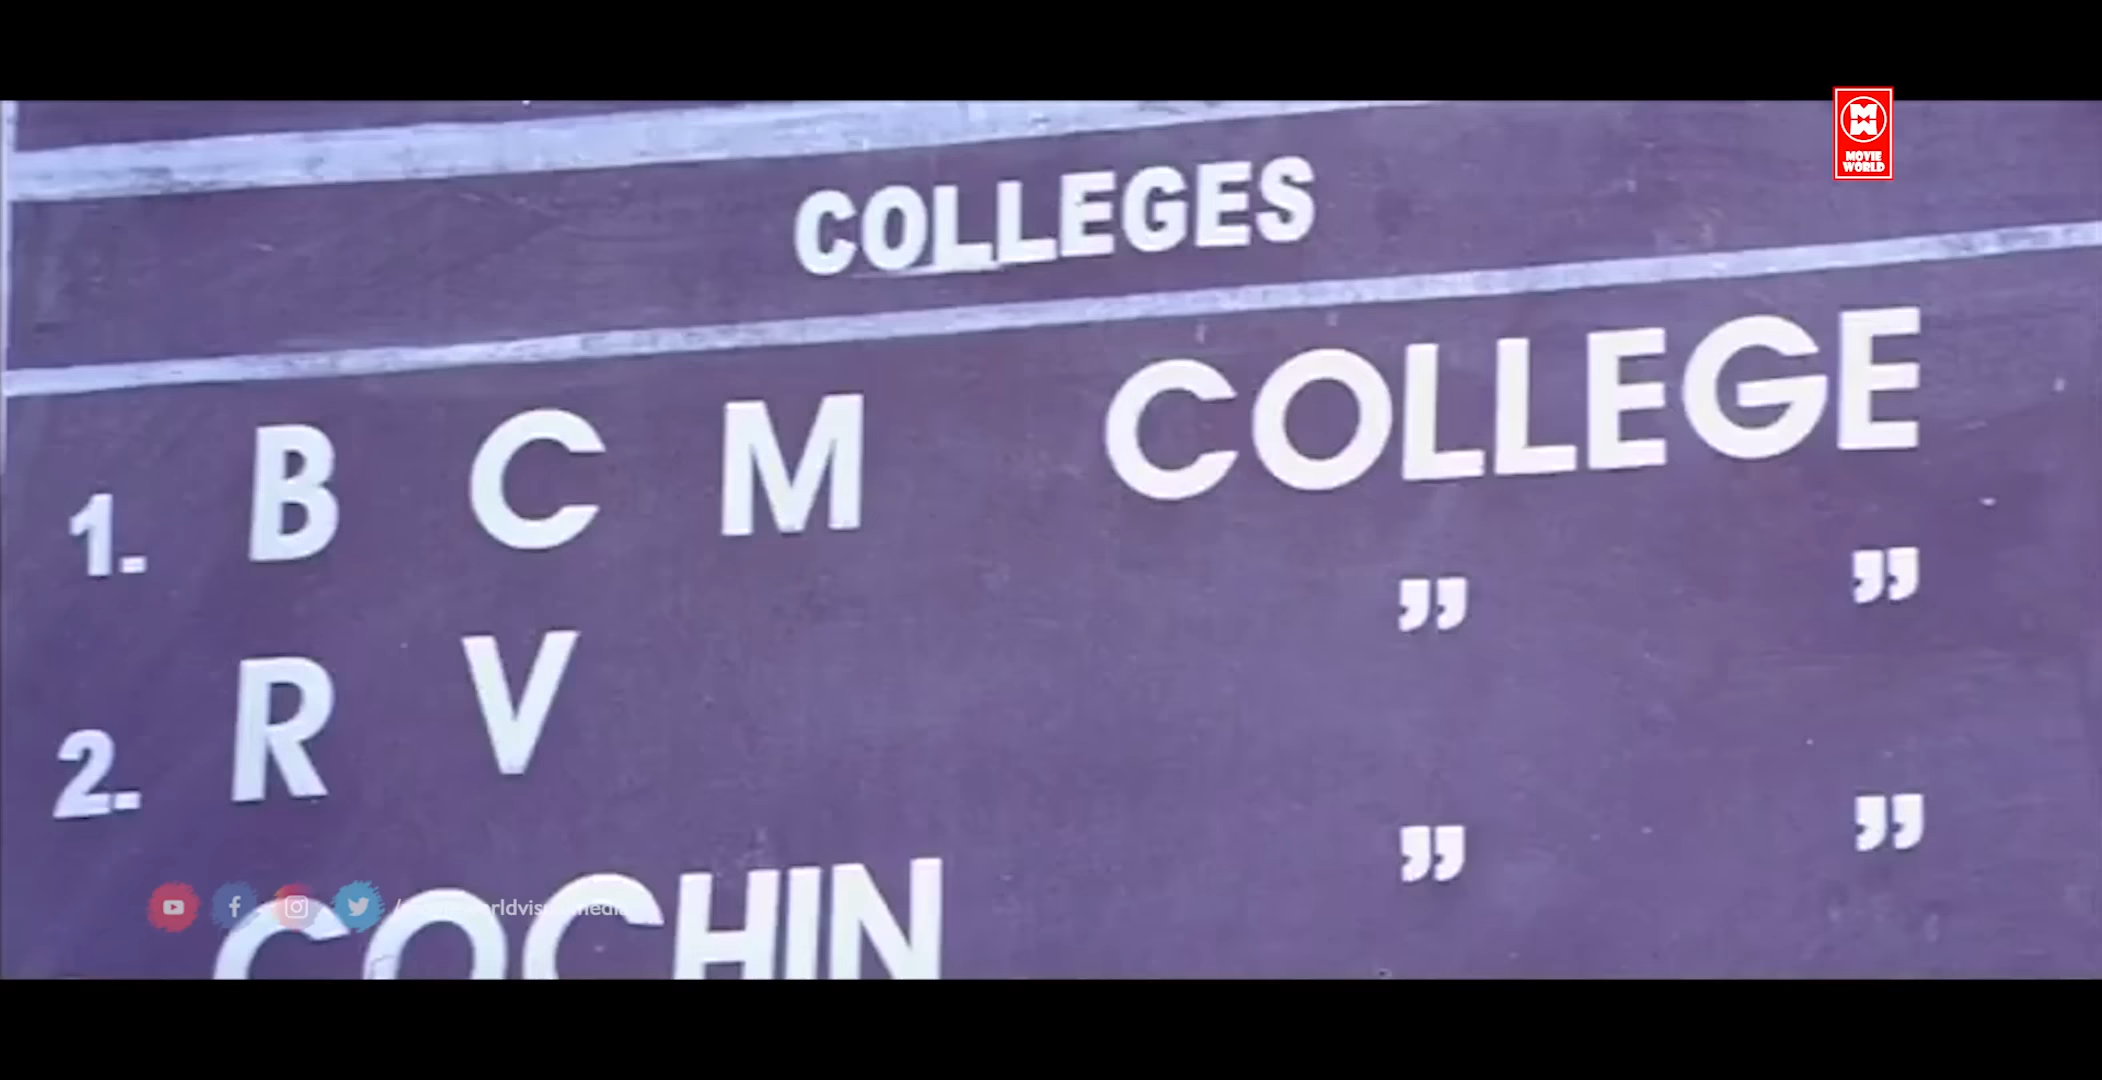 MOVIE
WORLD
COLLEGES
1. B C M COLLEGE
2. R V ” ”
COCHIN ” ”